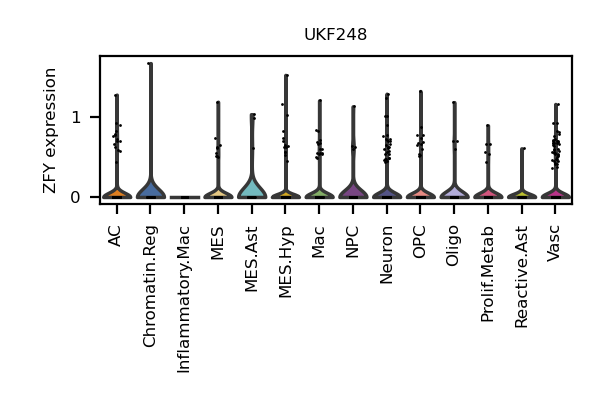 UKF248
ZFY expression
1
0
AC
Chromatin.Reg
Inflammatory.Mac
MES
MES.Ast
MES.Hyp
Mac
NPC
Neuron
OPC
Oligo
Prolif.Metab
Reactive.Ast
Vasc